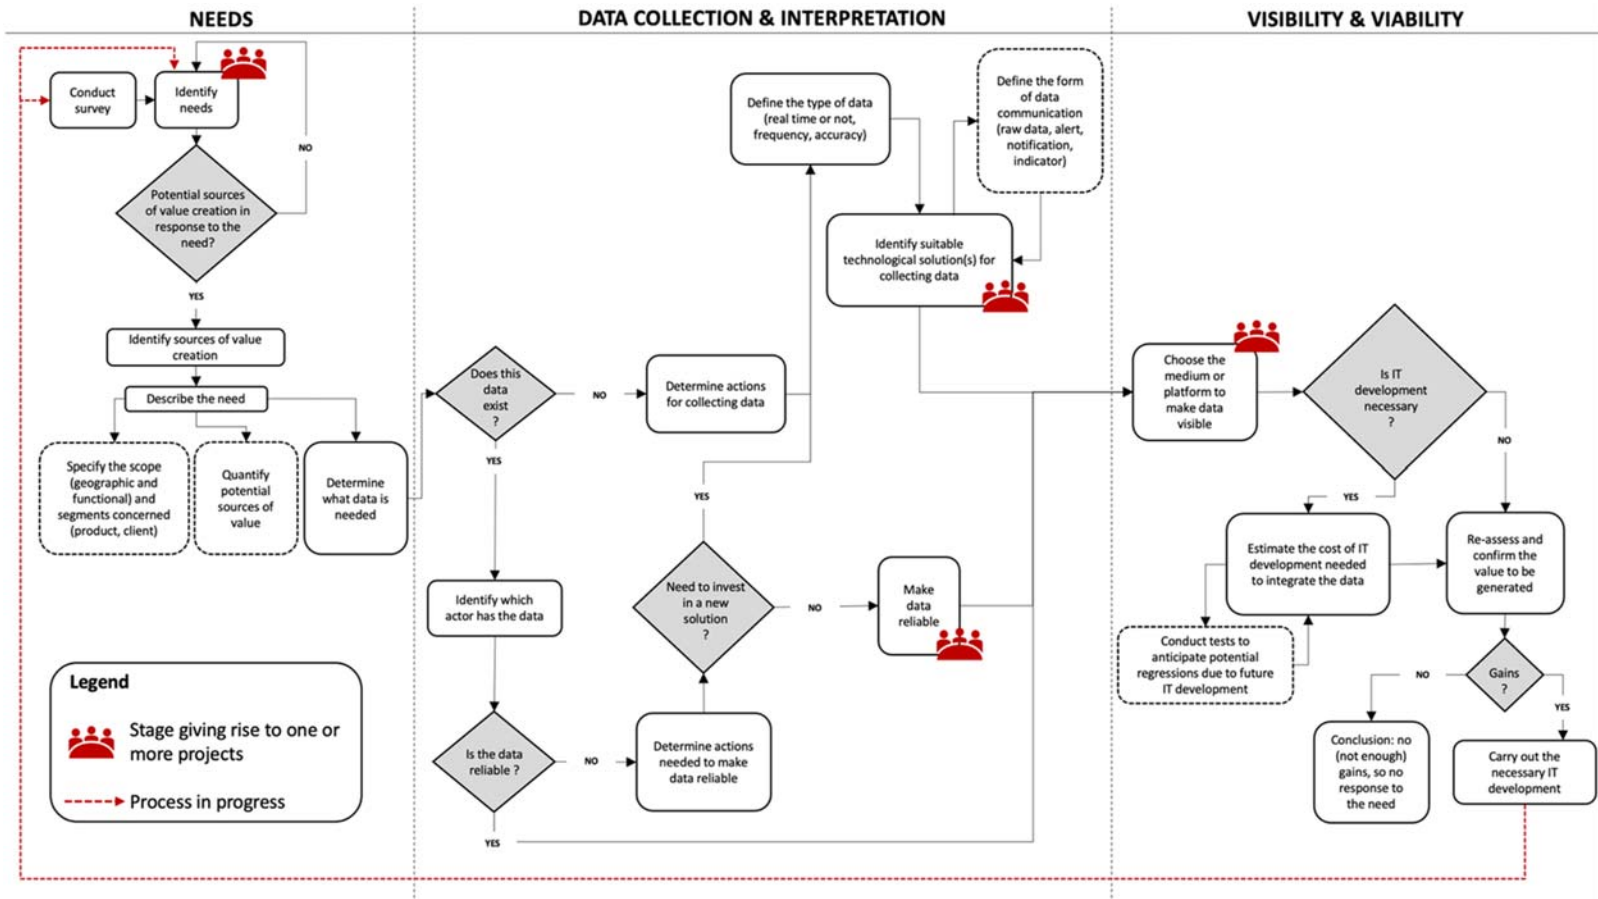 NEEDS
DATA COLLECTION & INTERPRETATION
VISIBILITY & VIABILITY
Conduct
survey
Identify
needs
NO
Potential sources
of value creation in
response to the
need?
YES
Identify sources of value
creation
Describe the need
Specify the scope
(geographic and
functional) and
segments concerned
(product, client)
Quantify
potential
sources of
value
Determine
what data is
needed
Legend
Stage giving rise to one or
more projects
Process in progress
Does this
data
exist
?
NO
Determine actions
for collecting data
YES
Identify which
actor has the data
Is the data
reliable ?
NO
Determine actions
needed to make
data reliable
YES
Need to invest
in a new
solution
?
YES
NO
Make
data
reliable
Define the type of data
(real time or not,
frequency, accuracy)
Define the form
of data
communication
(raw data, alert,
notification,
indicator)
Identify suitable
technological solution(s) for
collecting data
Choose the
medium or
platform to
make data
visible
Is IT
development
necessary
?
NO
YES
Estimate the cost of IT
development needed
to integrate the data
Re-assess and
confirm the
value to be
generated
Conduct tests to
anticipate potential
regressions due to future
IT development
Gains
?
NO
YES
Conclusion: no
(not enough)
gains, so no
response to
the need
Carry out the
necessary IT
development